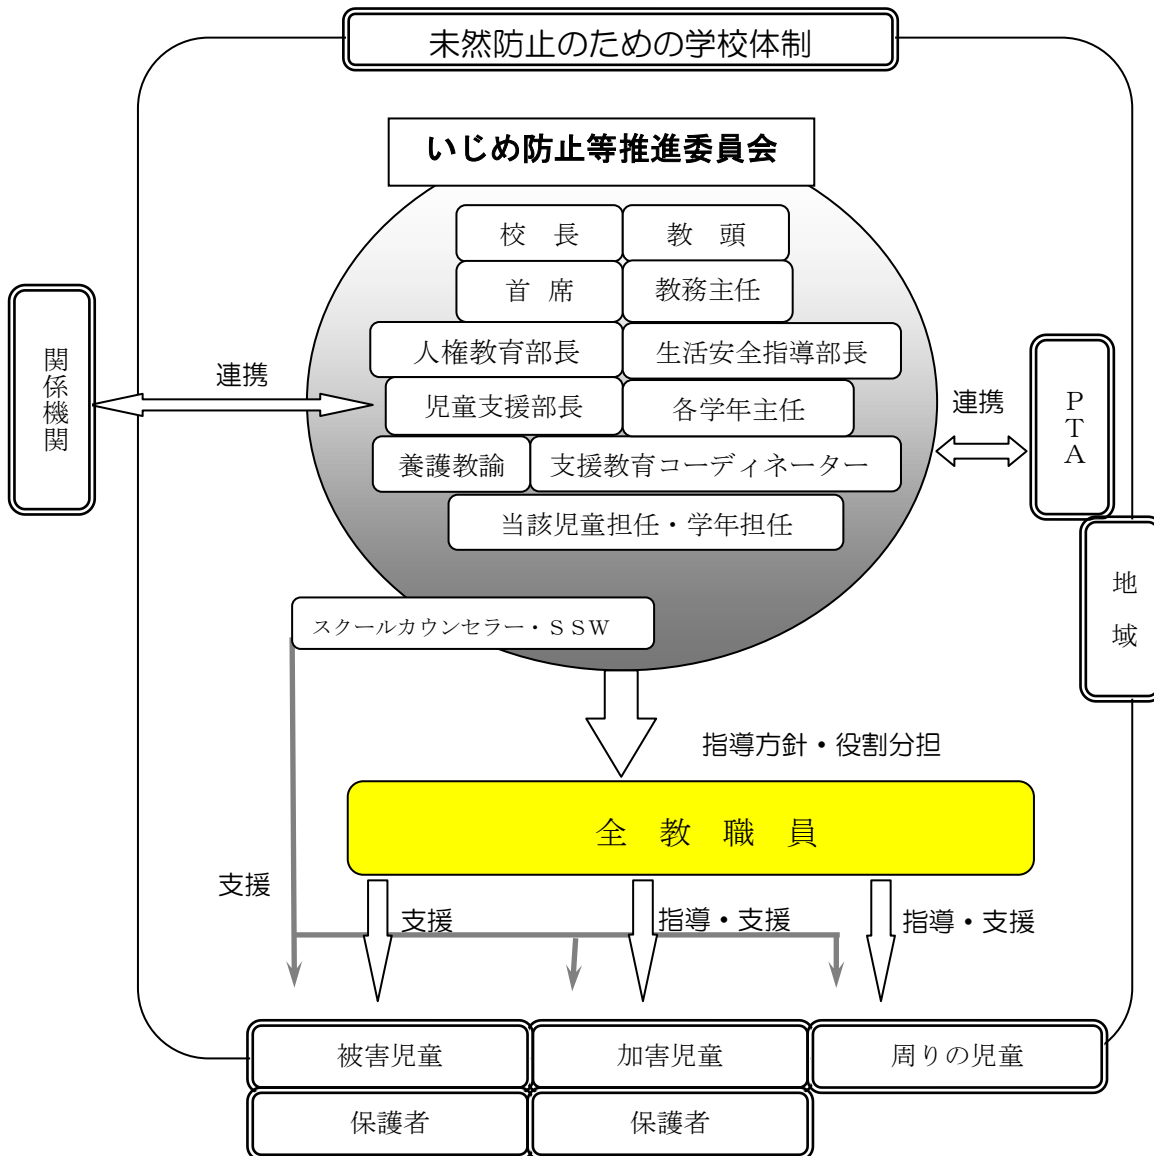 未然防止のための学校体制
いじめ防止等推進委員会
校　長
教　頭
首　席
教務主任
人権教育部長
生活安全指導部長
児童支援部長
各学年主任
養護教諭
支援教育コーディネーター
当該児童担任・学年担任
スクールカウンセラー・ＳＳＷ
関係機関
連携
連携
ＰＴＡ
地域
指導方針・役割分担
全　教　職　員
支援
支援
指導・支援
指導・支援
被害児童
加害児童
周りの児童
保護者
保護者